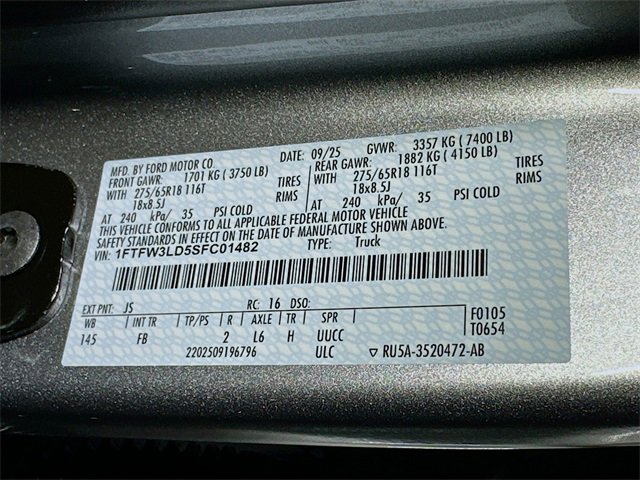 MFD. BY FORD MOTOR CO.
DATE: 09/25 GVWR: 3357 KG (7400 LB)
FRONT GAWR: 1701 KG (3750 LB)
REAR GAWR: 1882 KG (4150 LB)
WITH 275/65R18 116T TIRES
WITH 275/65R18 116T TIRES
18x8.5J RIMS
18x8.5J RIMS
AT 240 kPa/ 35 PSI COLD
AT 240 kPa/ 35 PSI COLD
THIS VEHICLE CONFORMS TO ALL APPLICABLE FEDERAL MOTOR VEHICLE
SAFETY STANDARDS IN EFFECT ON THE DATE OF MANUFACTURE SHOWN ABOVE.
VIN: 1FTFW3LD5SFC01482 TYPE: Truck
EXT PNT: JS RC: 16 DSO:
WB INT TR TP/PS R AXLE TR SPR F0105
145 FB 2 L6 H UUCC T0654
2202509196796 ULC ▽ RU5A-3520472-AB